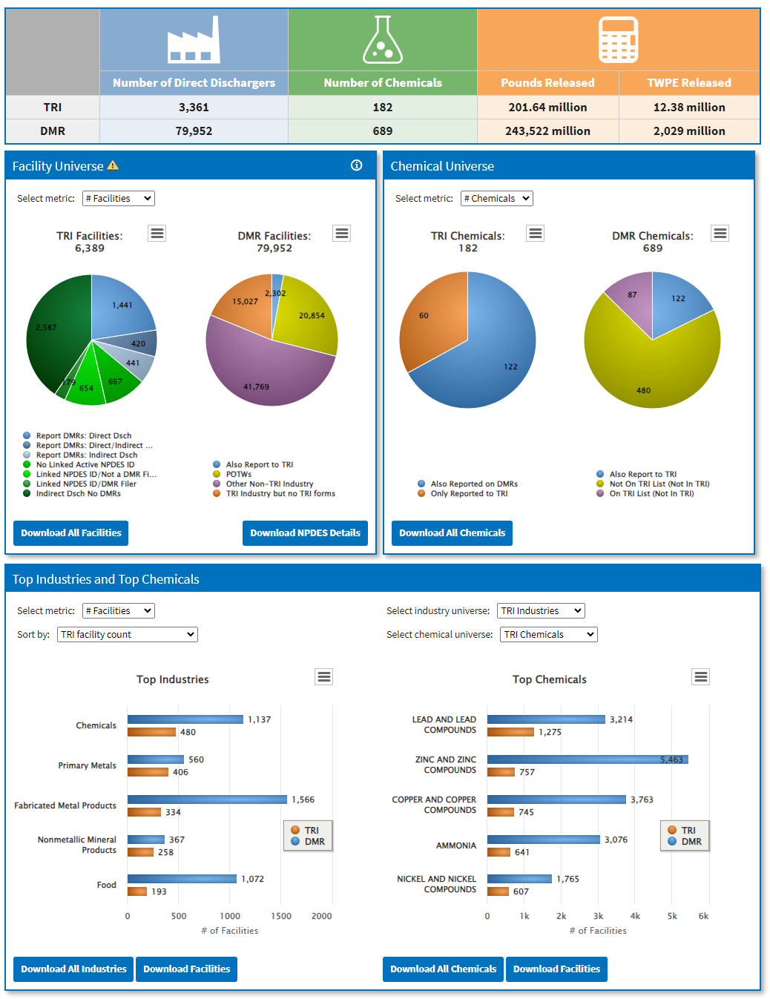 Number of Direct Dischargers Number of Chemicals Pounds Released TWPE Released
TRI 3,361 182 201.64 million 12.38 million
DMR 79,952 689 243,522 million 2,029 million
Facility Universe
Select metric: # Facilities
TRI Facilities:
6,389
1,441
420
441
667
654
179
2,587
Report DMRs: Direct Dsch
Report DMRs: Direct/Indirect ...
Report DMRs: Indirect Dsch
No Linked Active NPDES ID
Linked NPDES ID/Not a DMR Fi...
Linked NPDES ID/DMR Filer
Indirect Dsch No DMRs
DMR Facilities:
79,952
2,302
20,854
41,769
15,027
Also Report to TRI
POTWs
Other Non-TRI Industry
TRI Industry but no TRI forms
Download All Facilities
Download NPDES Details
Chemical Universe
Select metric: # Chemicals
TRI Chemicals:
182
60
122
Also Reported on DMRs
Only Reported to TRI
DMR Chemicals:
689
87
122
480
Also Report to TRI
Not On TRI List (Not In TRI)
On TRI List (Not In TRI)
Download All Chemicals
Top Industries and Top Chemicals
Select metric: # Facilities
Sort by: TRI facility count
Select industry universe: TRI Industries
Select chemical universe: TRI Chemicals
Top Industries
Chemicals
1,137
480
Primary Metals
560
406
Fabricated Metal Products
1,566
334
Nonmetallic Mineral
Products
367
258
Food
1,072
193
TRI
DMR
0 500 1000 1500 2000
# of Facilities
Download All Industries
Download Facilities
Top Chemicals
LEAD AND LEAD
COMPOUNDS
3,214
1,275
ZINC AND ZINC
COMPOUNDS
5,463
757
COPPER AND COPPER
COMPOUNDS
3,763
745
AMMONIA
3,076
641
NICKEL AND NICKEL
COMPOUNDS
1,765
607
TRI
DMR
0 1k 2k 3k 4k 5k 6k
# of Facilities
Download All Chemicals
Download Facilities